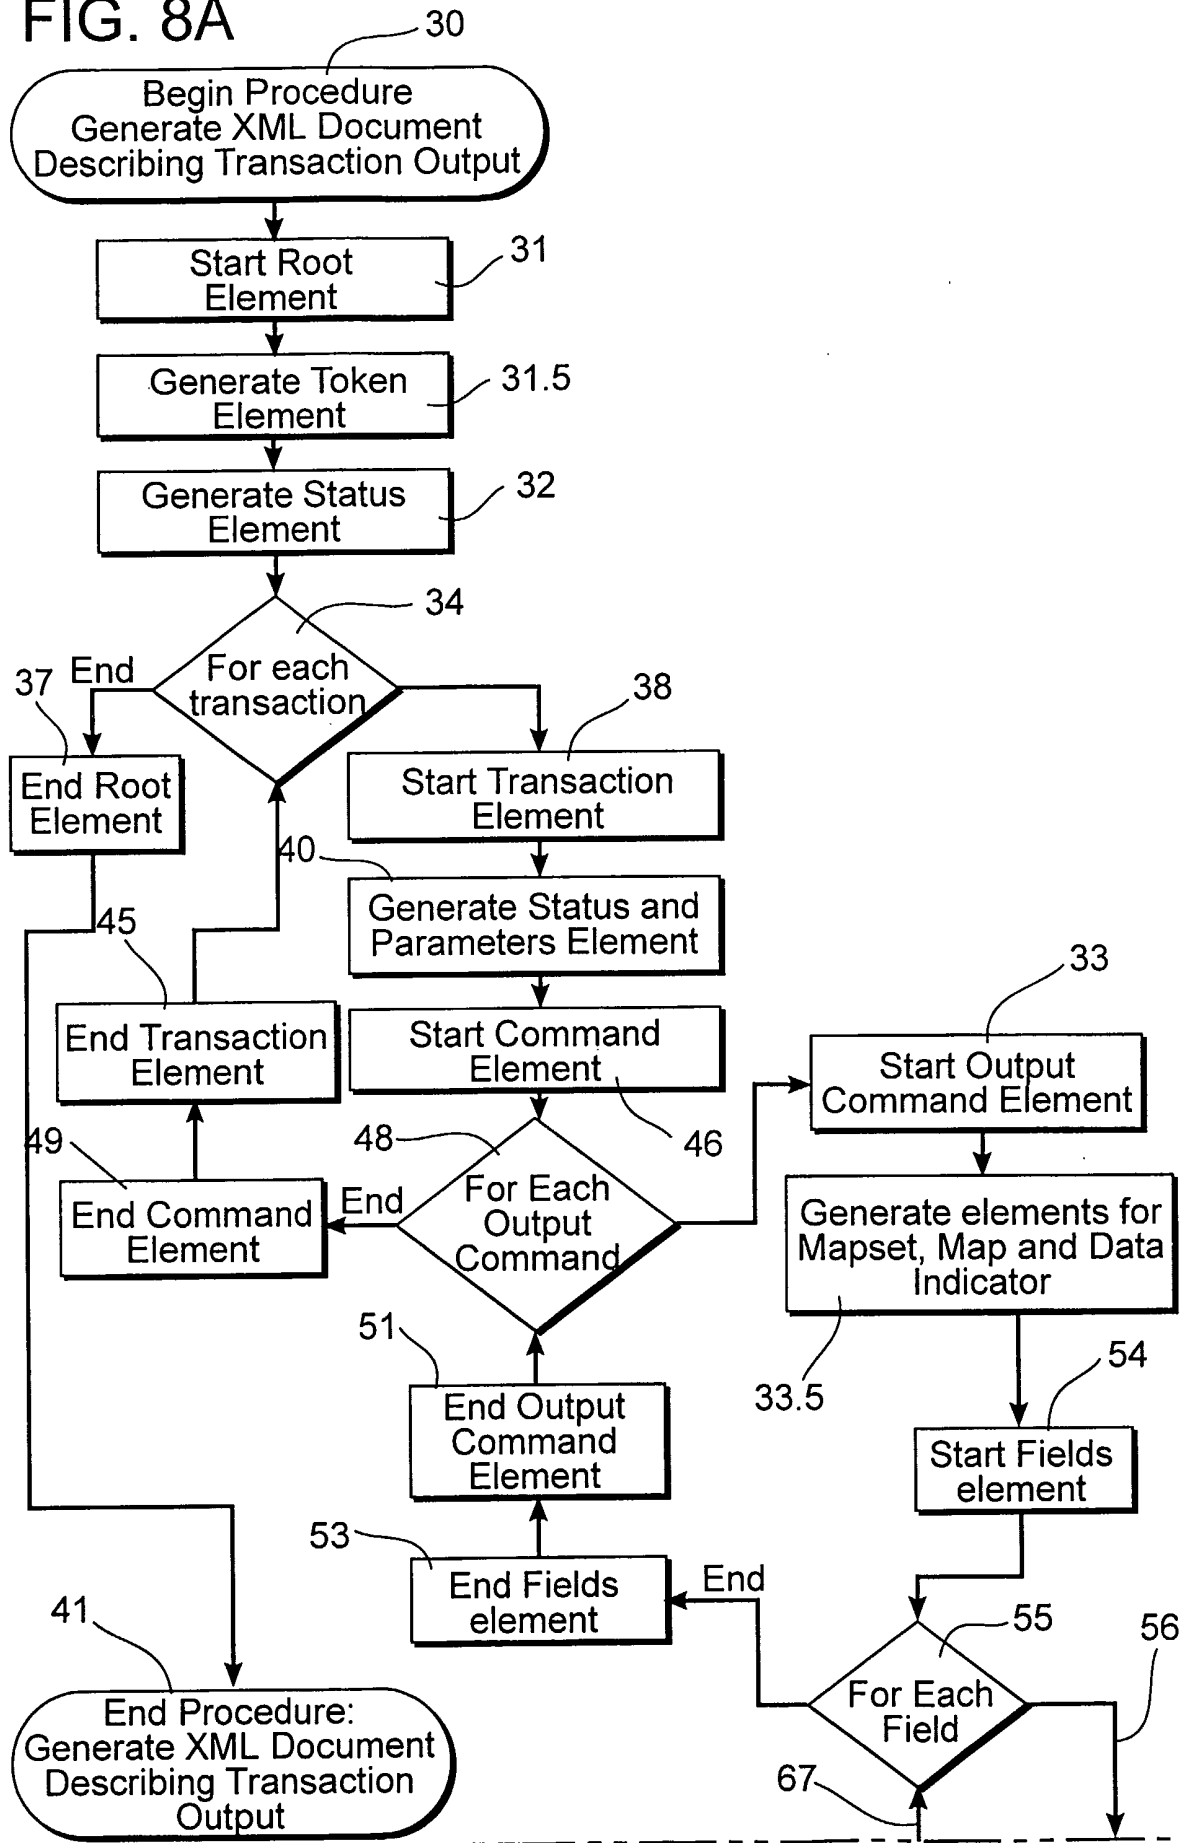 FIG. 8A
30
Begin Procedure
Generate XML Document
Describing Transaction Output
31
Start Root
Element
31.5
Generate Token
Element
32
Generate Status
Element
34
For each
transaction
End
37
End Root
Element
38
Start Transaction
Element
40
Generate Status and
Parameters Element
45
End Transaction
Element
Start Command
Element
46
33
Start Output
Command Element
49
End Command
Element
End
48
For Each
Output
Command
Generate elements for
Mapset, Map and Data
Indicator
33.5
51
End Output
Command
Element
54
Start Fields
element
53
End Fields
element
End
55
For Each
Field
56
67
41
End Procedure:
Generate XML Document
Describing Transaction
Output